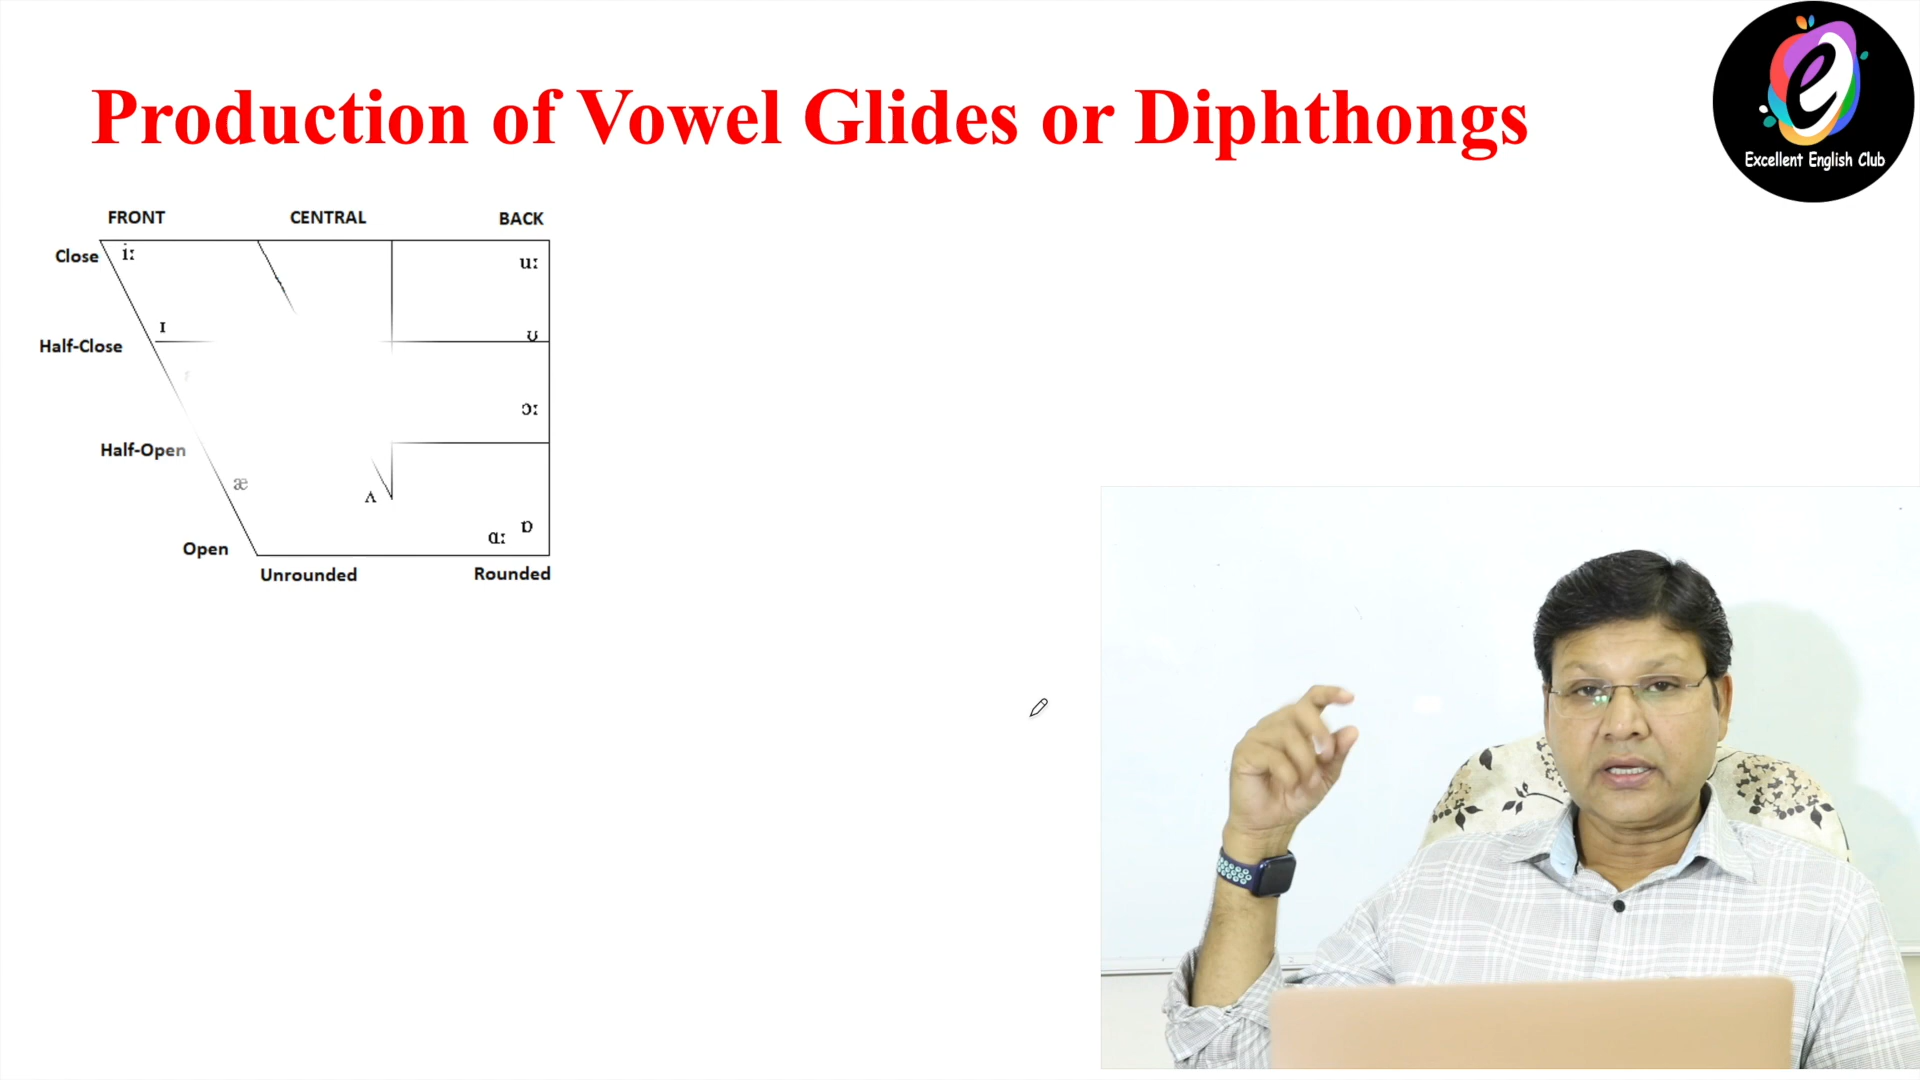 Production of Vowel Glides or Diphthongs
Excellent English Club
FRONT CENTRAL BACK
Close iː uː
ɪ ʊ
Half-Close
ɔː
Half-Open
æ ʌ
ɑː ɒ
Open
Unrounded Rounded